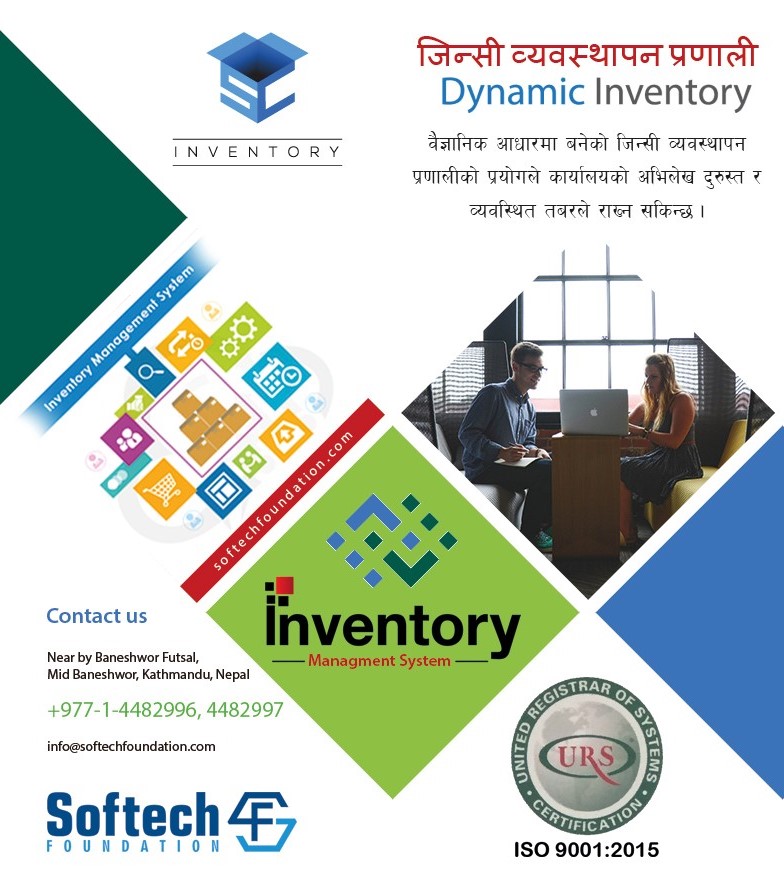 SC
INVENTORY
जिन्सी व्यवस्थापन प्रणाली
Dynamic Inventory
वैज्ञानिक आधारमा बनेको जिन्सी व्यवस्थापन
प्रणालीको प्रयोगले कार्यालयको अभिलेख दुरुस्त र
व्यवस्थित तबरले राख्न सकिन्छ ।
Inventory Management System
softechfoundation.com
Inventory
Managment System
Contact us
Near by Baneshwor Futsal,
Mid Baneshwor, Kathmandu, Nepal
+977-1-4482996, 4482997
info@softechfoundation.com
Softech SF
FOUNDATION
UNITED REGISTRAR OF SYSTEMS
URS
CERTIFICATION
ISO 9001:2015